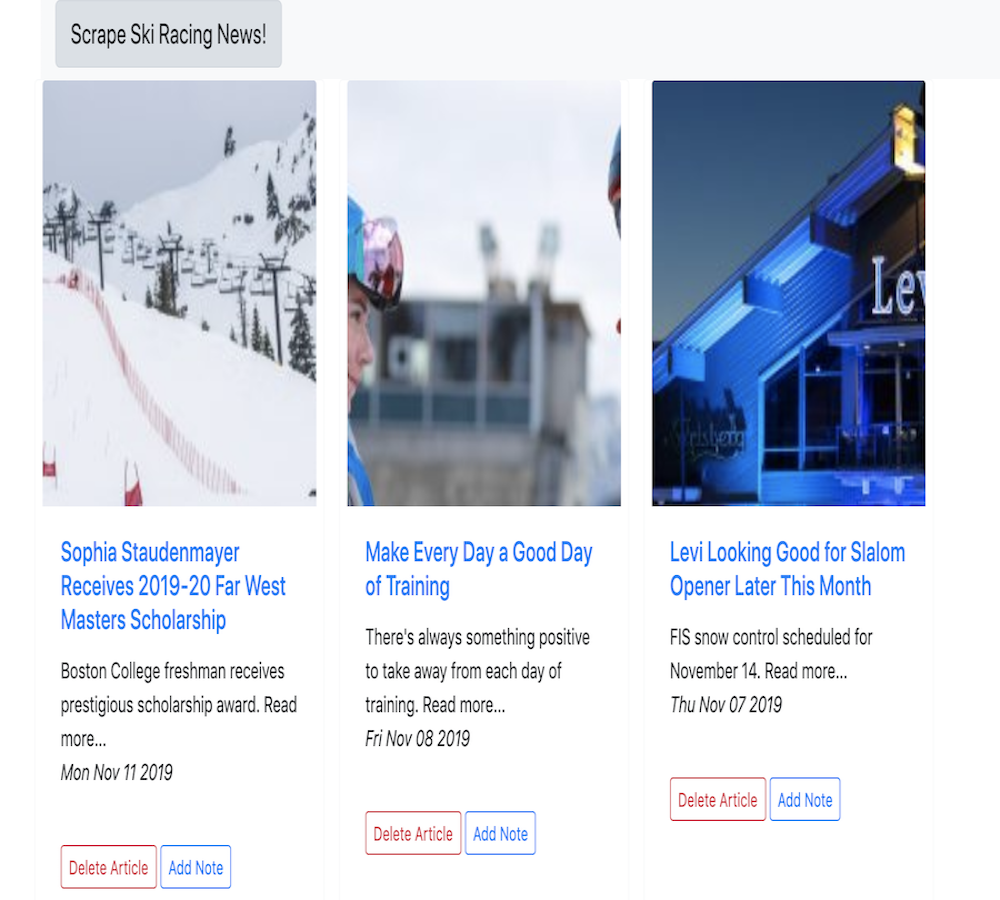 Scrape Ski Racing News!
Lev
Sophia Staudenmayer
Receives 2019-20 Far West
Masters Scholarship
Boston College freshman receives
prestigious scholarship award. Read
more...
Mon Nov 11 2019
Delete Article
Add Note
Make Every Day a Good Day
of Training
There's always something positive
to take away from each day of
training. Read more...
Fri Nov 08 2019
Delete Article
Add Note
Levi Looking Good for Slalom
Opener Later This Month
FIS snow control scheduled for
November 14. Read more...
Thu Nov 07 2019
Delete Article
Add Note